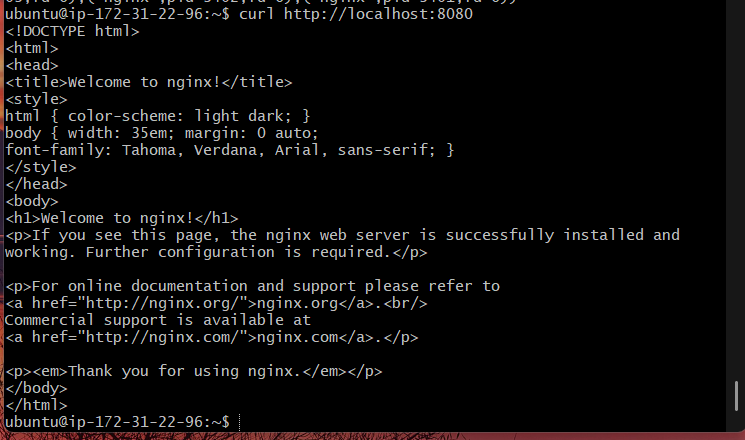 ubuntu@ip-172-31-22-96:~$ curl http://localhost:8080
<!DOCTYPE html>
<html>
<head>
<title>Welcome to nginx!</title>
<style>
html { color-scheme: light dark; }
body { width: 35em; margin: 0 auto;
font-family: Tahoma, Verdana, Arial, sans-serif; }
</style>
</head>
<body>
<h1>Welcome to nginx!</h1>
<p>If you see this page, the nginx web server is successfully installed and
working. Further configuration is required.</p>

<p>For online documentation and support please refer to
<a href="http://nginx.org/">nginx.org</a>.<br/>
Commercial support is available at
<a href="http://nginx.com/">nginx.com</a>.</p>

<p><em>Thank you for using nginx.</em></p>
</body>
</html>
ubuntu@ip-172-31-22-96:~$